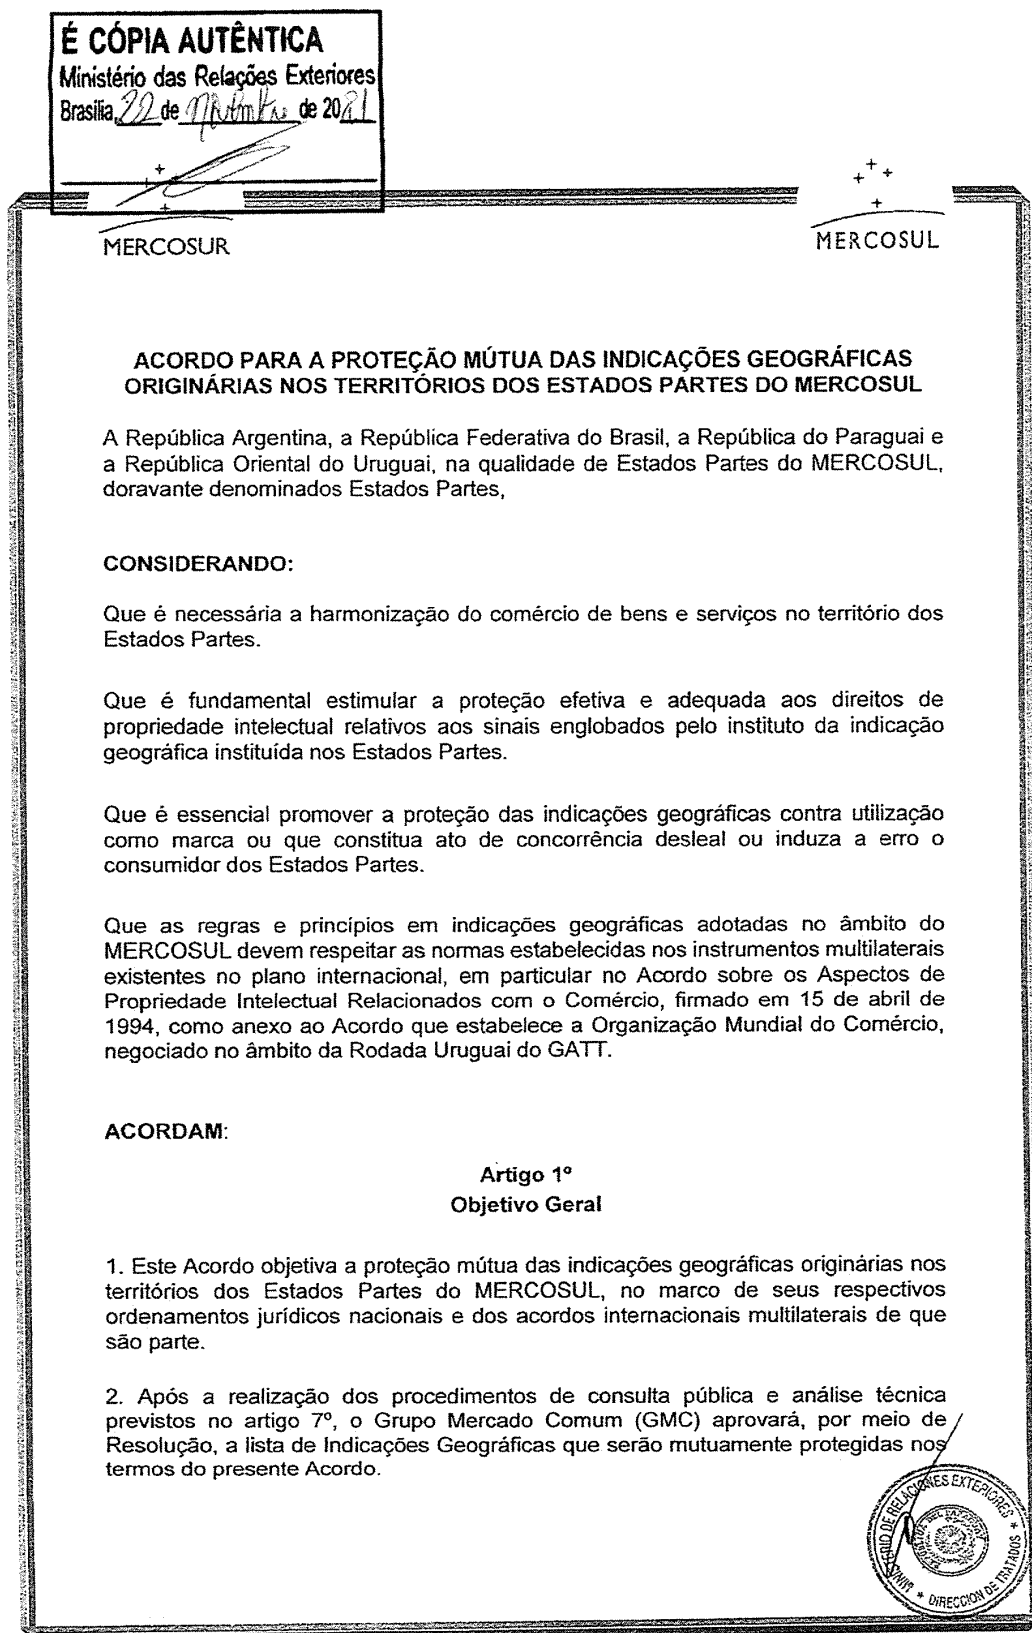 É CÓPIA AUTÊNTICA
Ministério das Relações Exteriores
Brasília, 22 de novembro de 2021
MERCOSUR
MERCOSUL
ACORDO PARA A PROTEÇÃO MÚTUA DAS INDICAÇÕES GEOGRÁFICAS
ORIGINÁRIAS NOS TERRITÓRIOS DOS ESTADOS PARTES DO MERCOSUL
A República Argentina, a República Federativa do Brasil, a República do Paraguai e
a República Oriental do Uruguai, na qualidade de Estados Partes do MERCOSUL,
doravante denominados Estados Partes,
CONSIDERANDO:
Que é necessária a harmonização do comércio de bens e serviços no território dos
Estados Partes.
Que é fundamental estimular a proteção efetiva e adequada aos direitos de
propriedade intelectual relativos aos sinais englobados pelo instituto da indicação
geográfica instituída nos Estados Partes.
Que é essencial promover a proteção das indicações geográficas contra utilização
como marca ou que constitua ato de concorrência desleal ou induza a erro o
consumidor dos Estados Partes.
Que as regras e princípios em indicações geográficas adotadas no âmbito do
MERCOSUL devem respeitar as normas estabelecidas nos instrumentos multilaterais
existentes no plano internacional, em particular no Acordo sobre os Aspectos de
Propriedade Intelectual Relacionados com o Comércio, firmado em 15 de abril de
1994, como anexo ao Acordo que estabelece a Organização Mundial do Comércio,
negociado no âmbito da Rodada Uruguai do GATT.
ACORDAM:
Artigo 1º
Objetivo Geral
1. Este Acordo objetiva a proteção mútua das indicações geográficas originárias nos
territórios dos Estados Partes do MERCOSUL, no marco de seus respectivos
ordenamentos jurídicos nacionais e dos acordos internacionais multilaterais de que
são parte.
2. Após a realização dos procedimentos de consulta pública e análise técnica
previstos no artigo 7º, o Grupo Mercado Comum (GMC) aprovará, por meio de
Resolução, a lista de Indicações Geográficas que serão mutuamente protegidas nos
termos do presente Acordo.
MINISTERIO DE RELACIONES EXTERIORES
DIRECCION DE TRATADOS